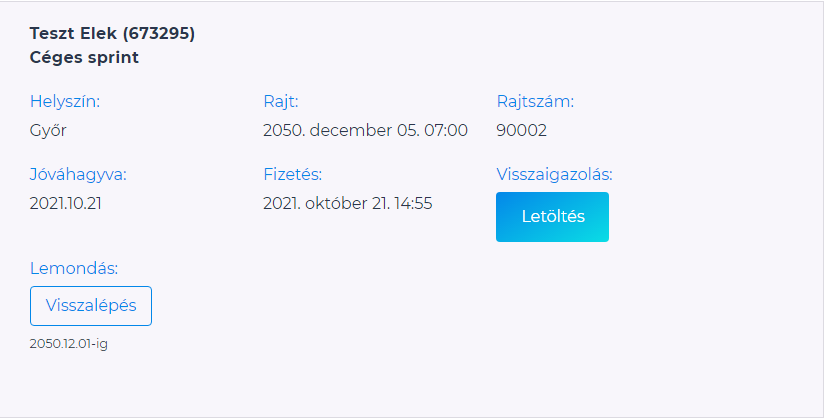 Teszt Elek (673295)
Céges sprint
Helyszín:
Rajt:
Rajtszám:
Győr
2050. december 05. 07:00
90002
Jóváhagyva:
Fizetés:
Visszaigazolás:
2021.10.21
2021. október 21. 14:55
Letöltés
Lemondás:
Visszalépés
2050.12.01-ig